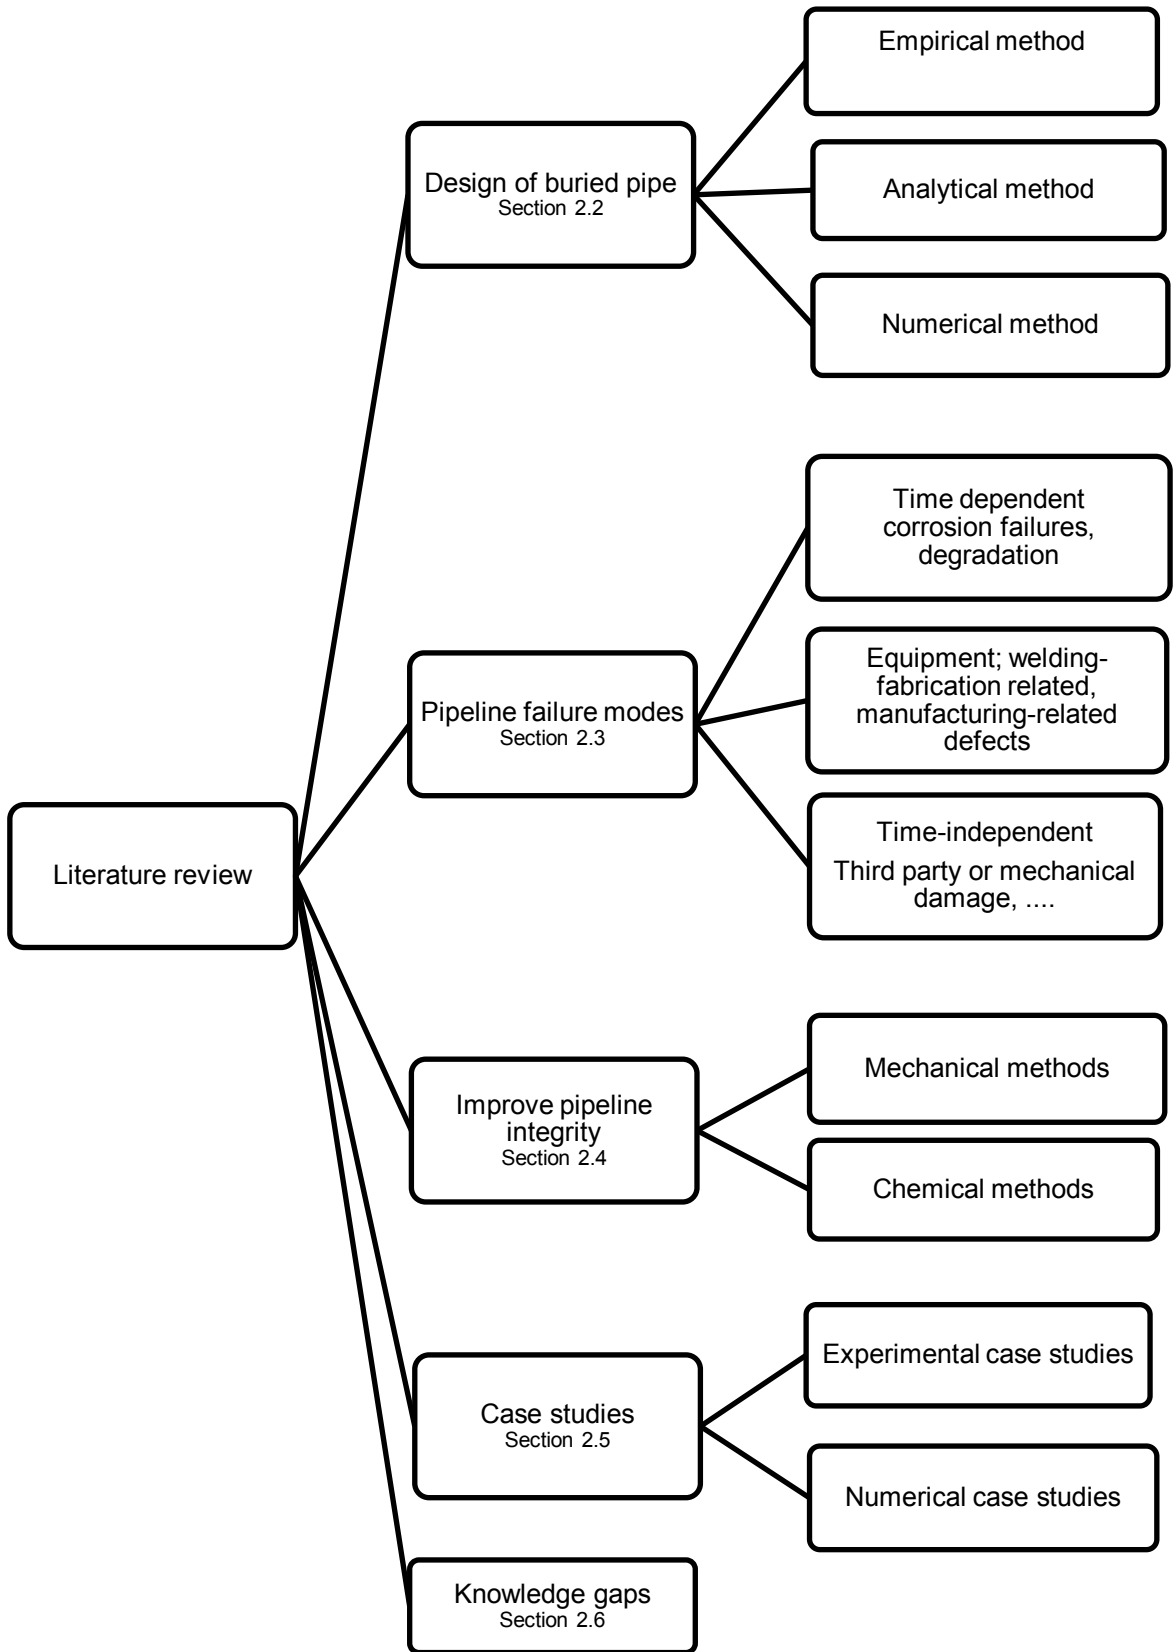 Empirical method
Design of buried pipe
Section 2.2
Analytical method
Numerical method
Time dependent
corrosion failures,
degradation
Pipeline failure modes
Section 2.3
Equipment; welding-
fabrication related,
manufacturing-related
defects
Time-independent
Third party or mechanical
damage, ....
Literature review
Improve pipeline
integrity
Section 2.4
Mechanical methods
Chemical methods
Case studies
Section 2.5
Experimental case studies
Numerical case studies
Knowledge gaps
Section 2.6